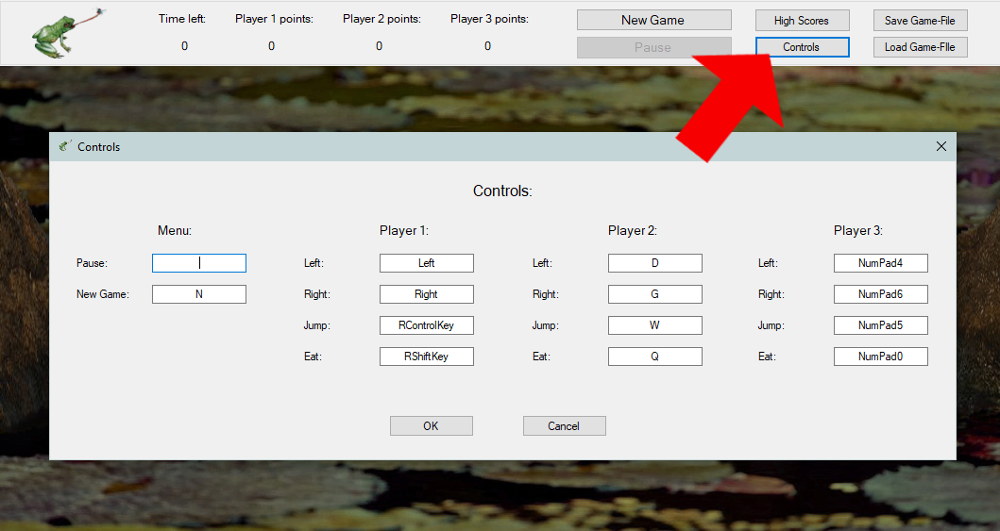 Time left: Player 1 points: Player 2 points: Player 3 points: New Game High Scores Save Game-File
0 0 0 0 Pause Controls Load Game-FIle
Controls
Controls:
Menu: Player 1: Player 2: Player 3:
Pause: Left: Left Left: D Left: NumPad4
New Game: N Right: Right Right: G Right: NumPad6
Jump: RControlKey Jump: W Jump: NumPad5
Eat: RShiftKey Eat: Q Eat: NumPad0
OK Cancel